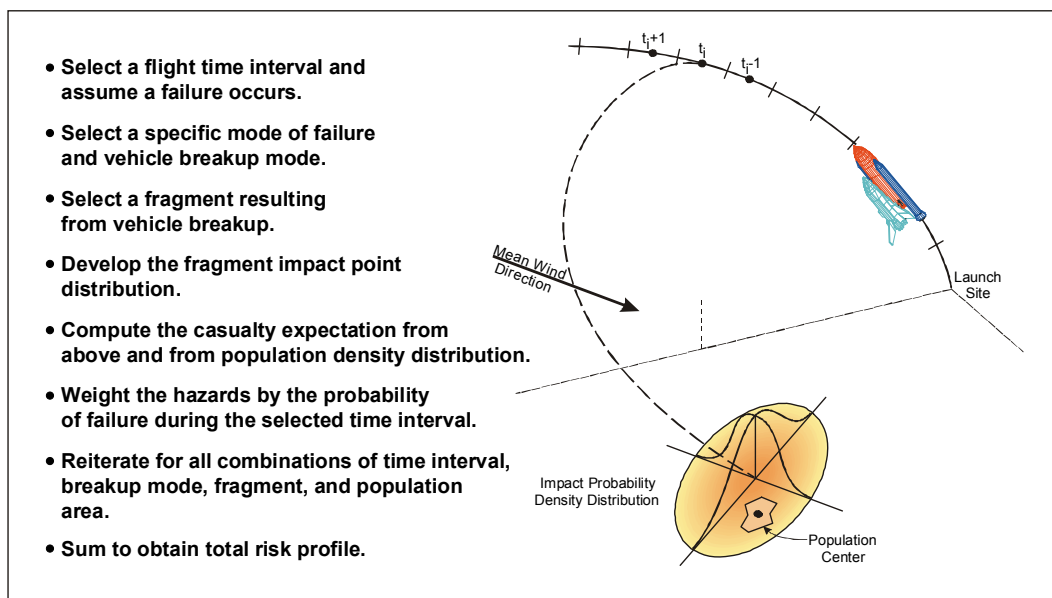 • Select a flight time interval and
assume a failure occurs.
• Select a specific mode of failure
and vehicle breakup mode.
• Select a fragment resulting
from vehicle breakup.
• Develop the fragment impact point
distribution.
• Compute the casualty expectation from
above and from population density distribution.
• Weight the hazards by the probability
of failure during the selected time interval.
• Reiterate for all combinations of time interval,
breakup mode, fragment, and population
area.
• Sum to obtain total risk profile.
t_i+1
t_i
t_i-1
Mean Wind
Direction
Launch
Site
Impact Probability
Density Distribution
Population
Center